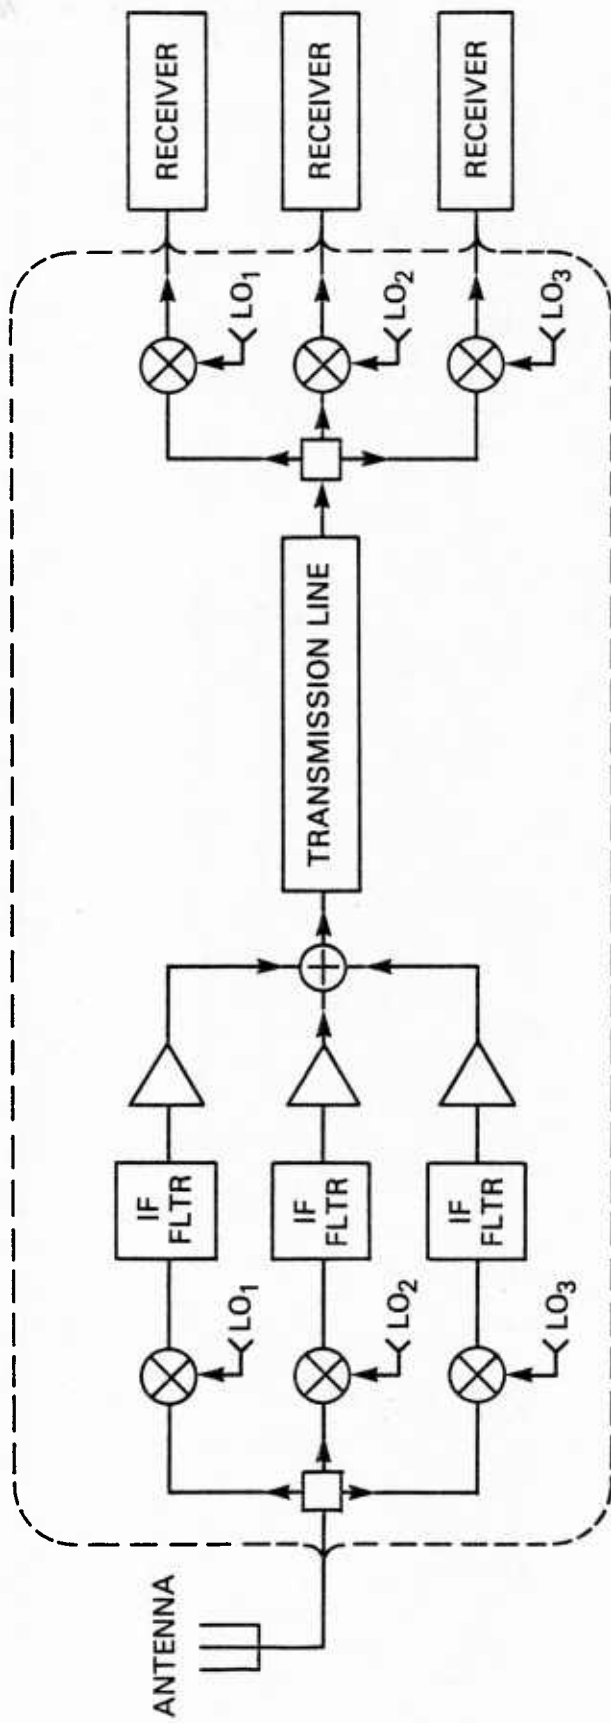 ANTENNA
LO₁
LO₂
LO₃
IF
FLTR
IF
FLTR
IF
FLTR
TRANSMISSION LINE
LO₁
LO₂
LO₃
RECEIVER
RECEIVER
RECEIVER